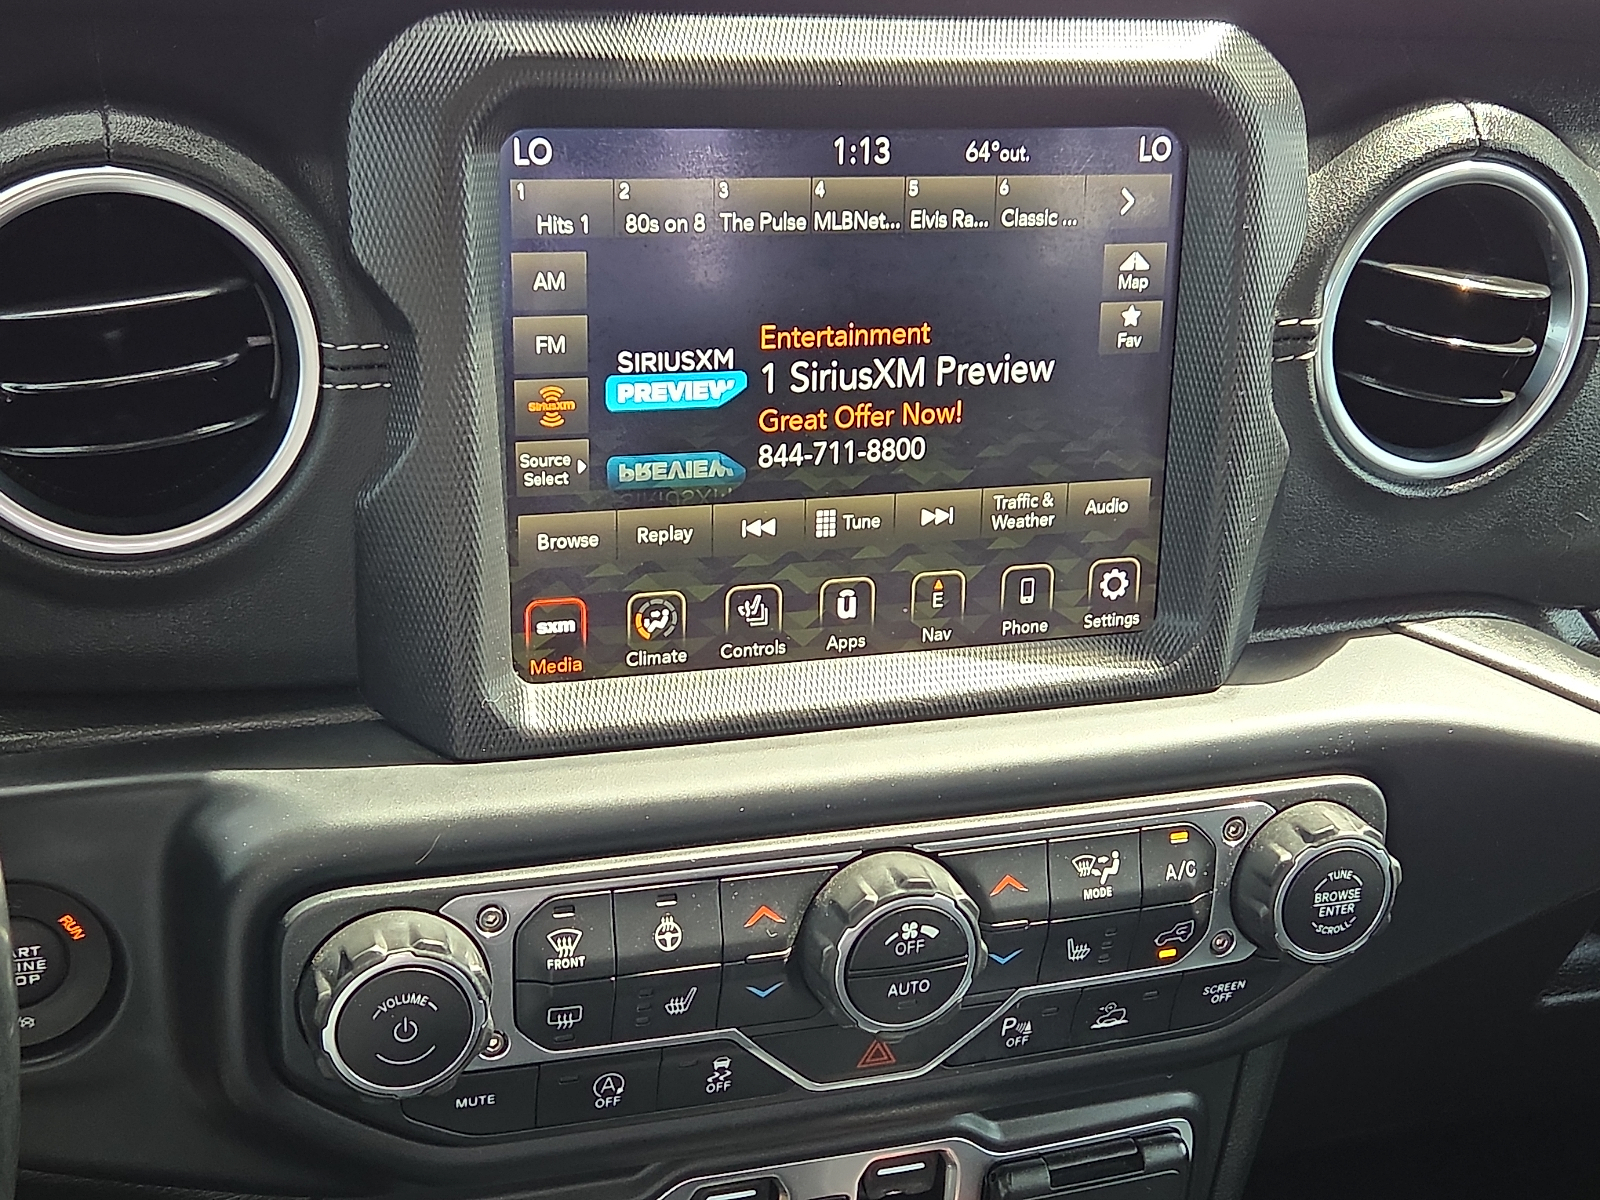 LO 1:13 64°out. LO
1 2 3 4 5 6
Hits 1 80s on 8 The Pulse MLBNet... Elvis Ra... Classic ...
AM
Map
FM
Fav
SiriusXM
Source
Select
SIRIUSXM
PREVIEW
Entertainment
1 SiriusXM Preview
Great Offer Now!
844-711-8800
PREVIEW
SIRIUSXM
Browse Replay Tune Traffic &
Weather Audio
sxm
Media Climate Controls Apps E
Nav Phone Settings
RUN
VOLUME
FRONT
OFF
AUTO
MODE
A/C
TUNE
BROWSE
ENTER
SCROLL
MUTE
A
OFF
OFF
P
OFF
SCREEN
OFF